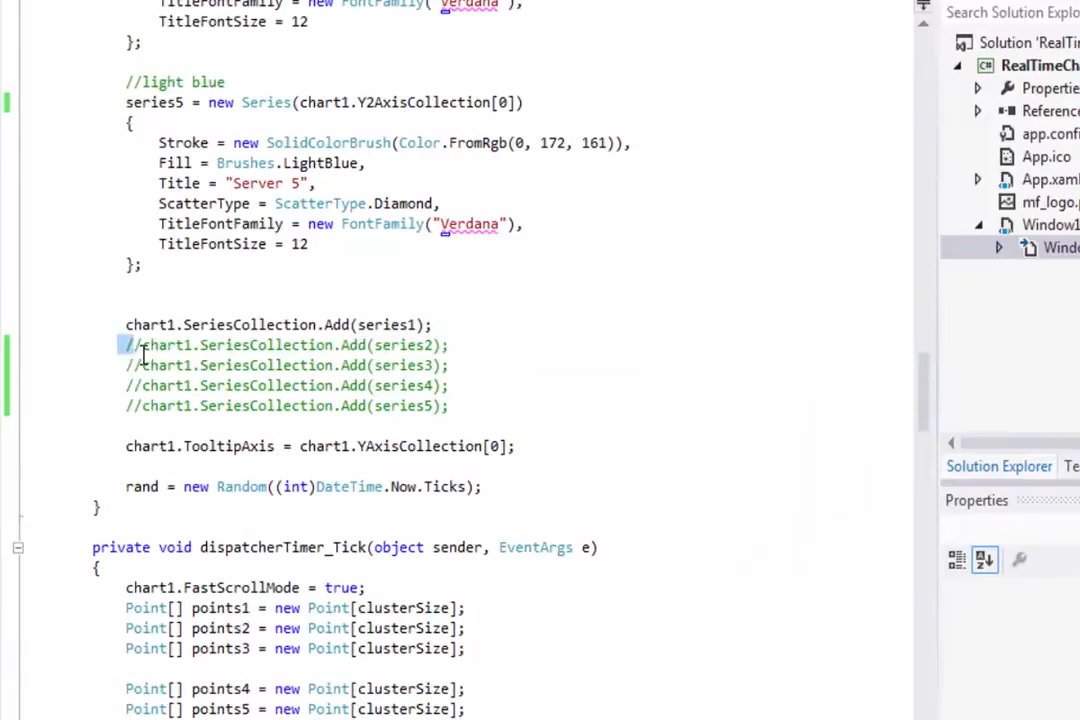 TitleFontFamily = new FontFamily("Verdana"),
TitleFontSize = 12
};
//light blue
series5 = new Series(chart1.Y2AxisCollection[0])
{
Stroke = new SolidColorBrush(Color.FromRgb(0, 172, 161)),
Fill = Brushes.LightBlue,
Title = "Server 5",
ScatterType = ScatterType.Diamond,
TitleFontFamily = new FontFamily("Verdana"),
TitleFontSize = 12
};
chart1.SeriesCollection.Add(series1);
//chart1.SeriesCollection.Add(series2);
//chart1.SeriesCollection.Add(series3);
//chart1.SeriesCollection.Add(series4);
//chart1.SeriesCollection.Add(series5);
chart1.TooltipAxis = chart1.YAxisCollection[0];
rand = new Random((int)DateTime.Now.Ticks);
}
private void dispatcherTimer_Tick(object sender, EventArgs e)
{
chart1.FastScrollMode = true;
Point[] points1 = new Point[clusterSize];
Point[] points2 = new Point[clusterSize];
Point[] points3 = new Point[clusterSize];
Point[] points4 = new Point[clusterSize];
Point[] points5 = new Point[clusterSize];
Search Solution Explo
Solution 'RealTi
C# RealTimeCha
Propertie
Reference
app.confi
App.ico
App.xaml
mf_logo.p
Window1
Windo
Solution Explorer Te
Properties